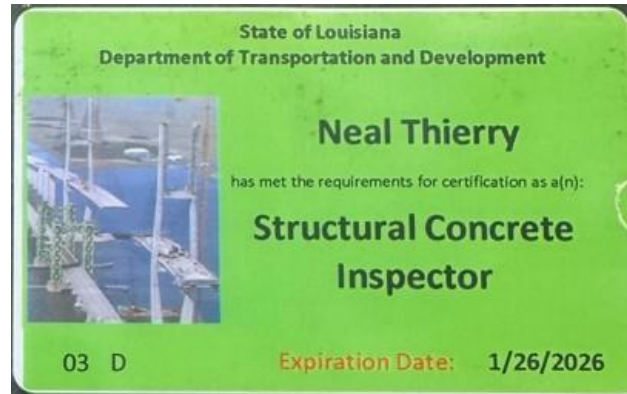 State of Louisiana
Department of Transportation and Development
Neal Thierry
has met the requirements for certification as a(n):
Structural Concrete
Inspector
03 D
Expiration Date: 1/26/2026